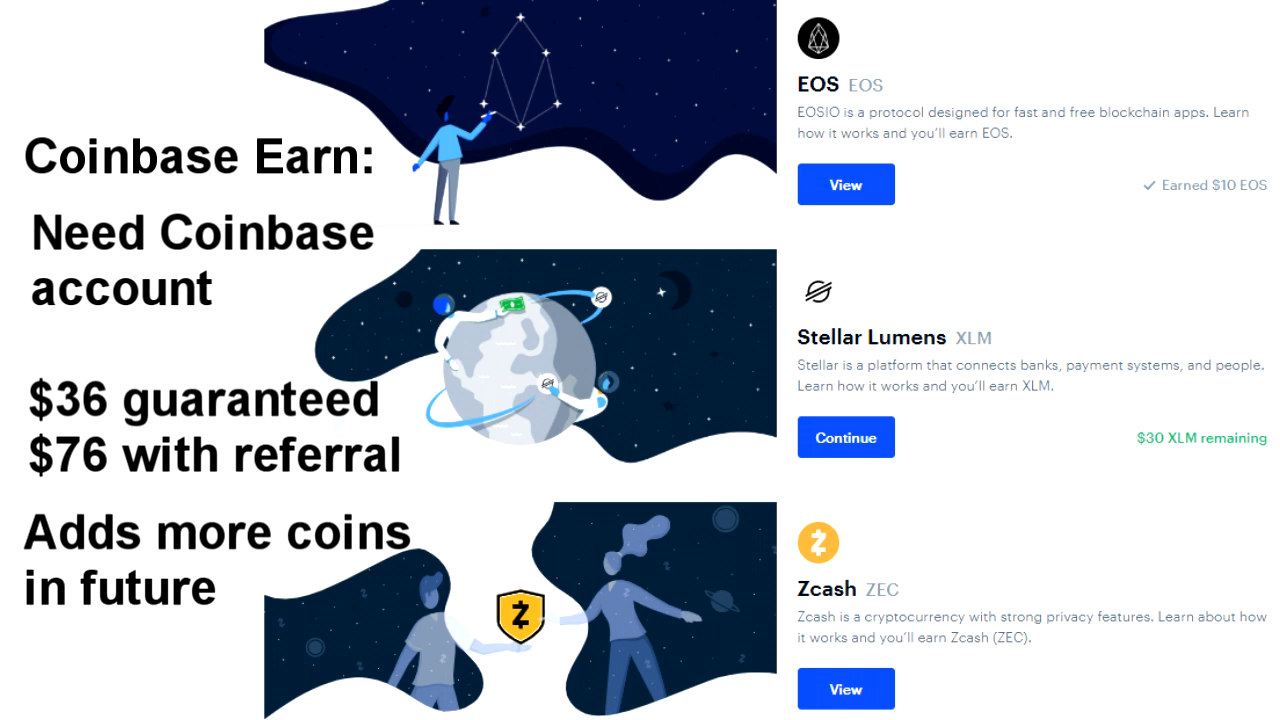 Coinbase Earn:
Need Coinbase
account
$36 guaranteed
$76 with referral
Adds more coins
in future
EOS EOS
EOSIO is a protocol designed for fast and free blockchain apps. Learn
how it works and you’ll earn EOS.
View
Earned $10 EOS
Stellar Lumens XLM
Stellar is a platform that connects banks, payment systems, and people.
Learn how it works and you’ll earn XLM.
Continue
$30 XLM remaining
Zcash ZEC
Zcash is a cryptocurrency with strong privacy features. Learn about how
it works and you’ll earn Zcash (ZEC).
View